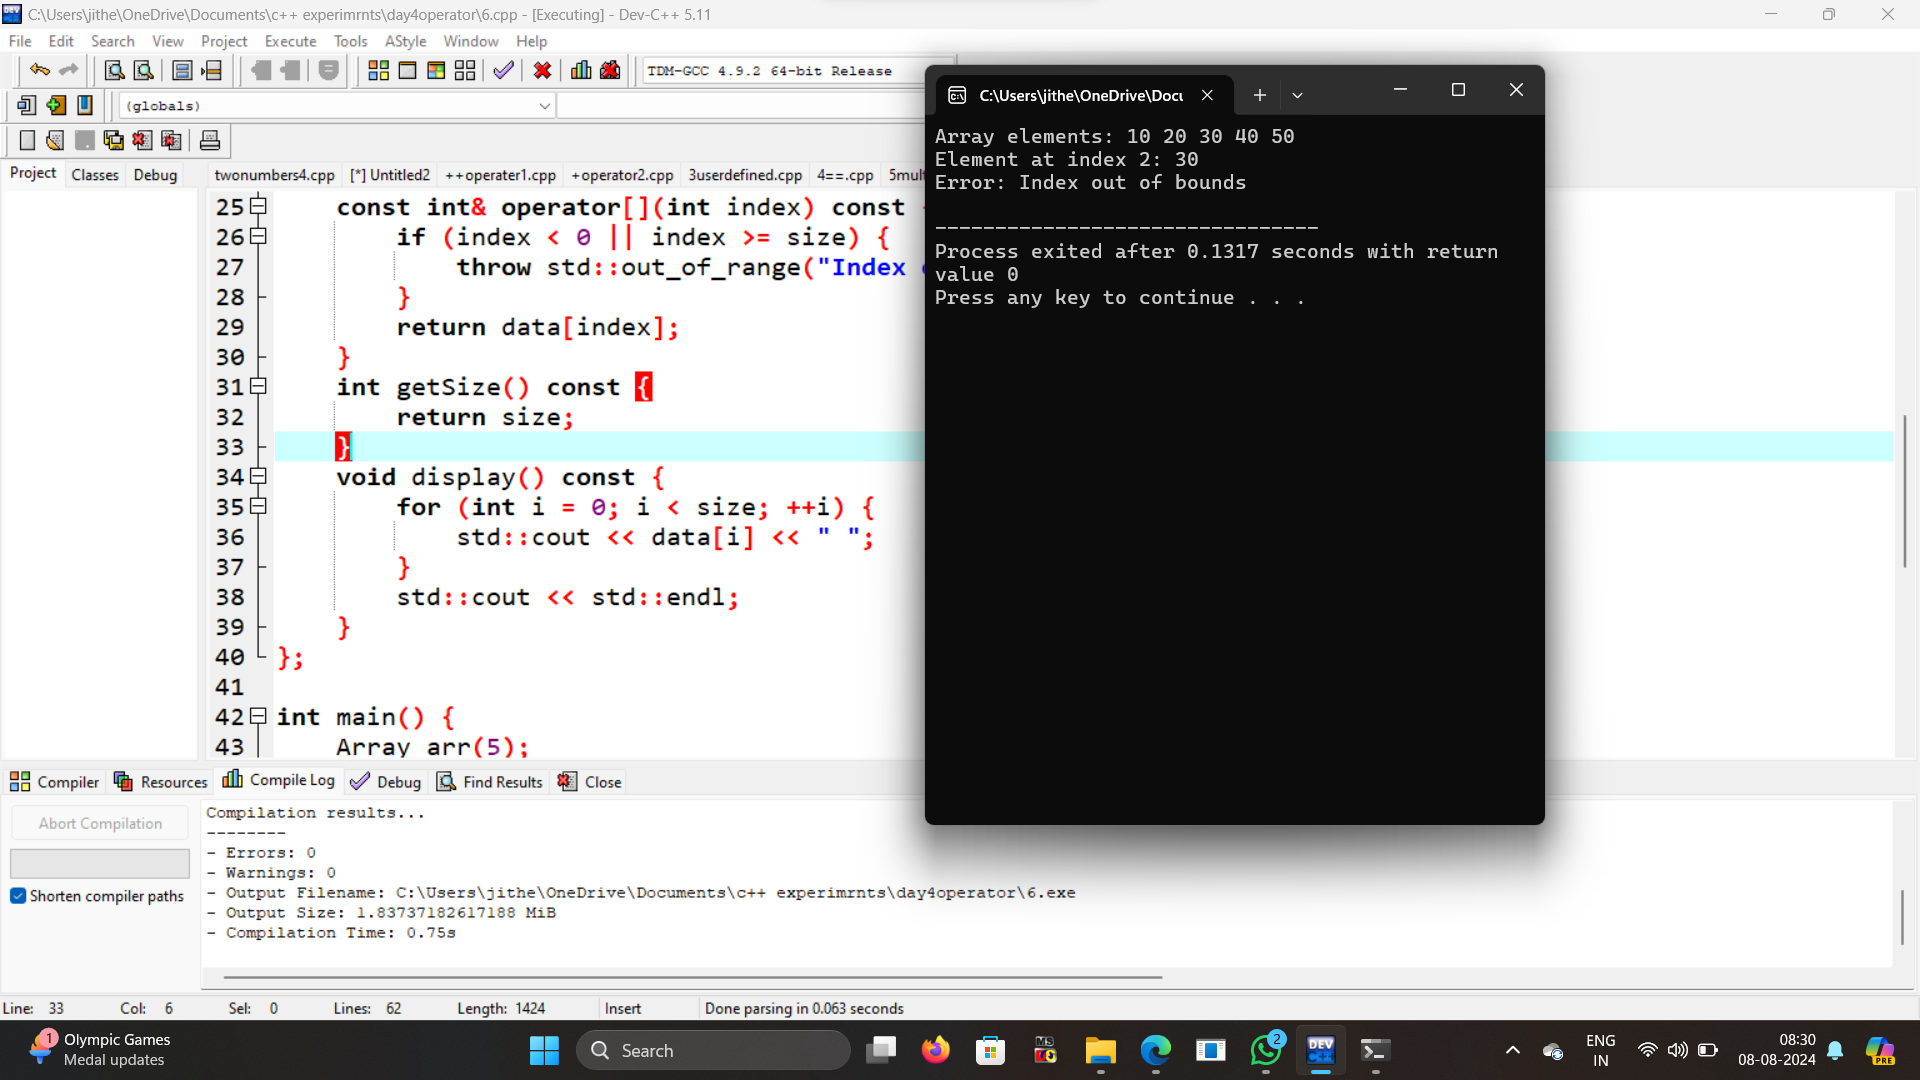 C:\Users\jithe\OneDrive\Documents\c++ experimrnts\day4operator\6.cpp - [Executing] - Dev-C++ 5.11
File Edit Search View Project Execute Tools AStyle Window Help
TDM-GCC 4.9.2 64-bit Release
(globals)
Project Classes Debug
twonumbers4.cpp [*] Untitled2 ++operater1.cpp +operator2.cpp 3userdefined.cpp 4==.cpp
25 const int& operator[](int index) const
26 if (index < 0 || index >= size) {
27 throw std::out_of_range("Index
28 }
29 return data[index];
30 }
31 int getSize() const {
32 return size;
33 }
34 void display() const {
35 for (int i = 0; i < size; ++i) {
36 std::cout << data[i] << " ";
37 }
38 std::cout << std::endl;
39 }
40 };
41
42 int main() {
43 Array arr(5);
C:\Users\jithe\OneDrive\Docu
Array elements: 10 20 30 40 50
Element at index 2: 30
Error: Index out of bounds
--------------------------------
Process exited after 0.1317 seconds with return
value 0
Press any key to continue . . .
Compiler Resources Compile Log Debug Find Results Close
Abort Compilation
Shorten compiler paths
Compilation results...
--------
- Errors: 0
- Warnings: 0
- Output Filename: C:\Users\jithe\OneDrive\Documents\c++ experimrnts\day4operator\6.exe
- Output Size: 1.83737182617188 MiB
- Compilation Time: 0.75s
Line: 33 Col: 6 Sel: 0 Lines: 62 Length: 1424 Insert Done parsing in 0.063 seconds
1
Olympic Games
Medal updates
Search
MS
2
DEV
C++
ENG
IN
08:30
08-08-2024
PRE